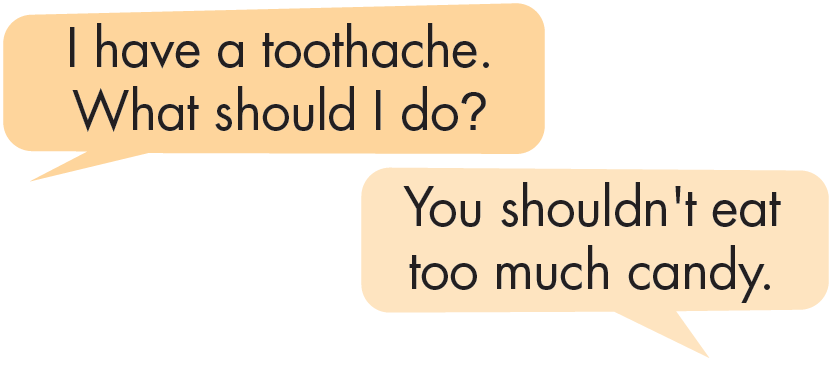 I have a toothache.
What should I do?
You shouldn't eat
too much candy.